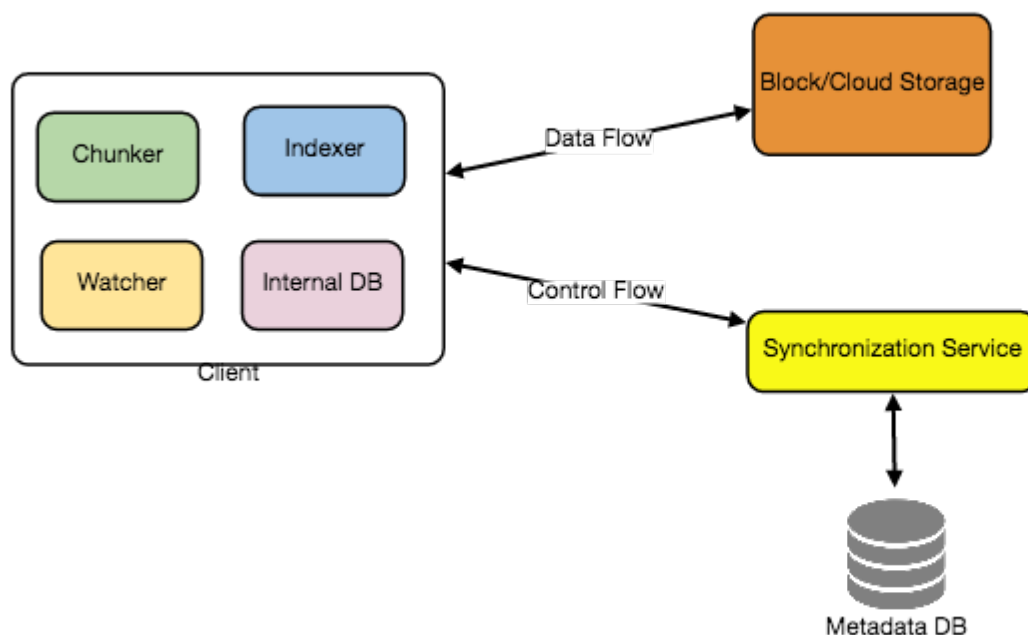 Block/Cloud Storage
Chunker
Indexer
Data Flow
Watcher
Internal DB
Control Flow
Client
Synchronization Service
Metadata DB